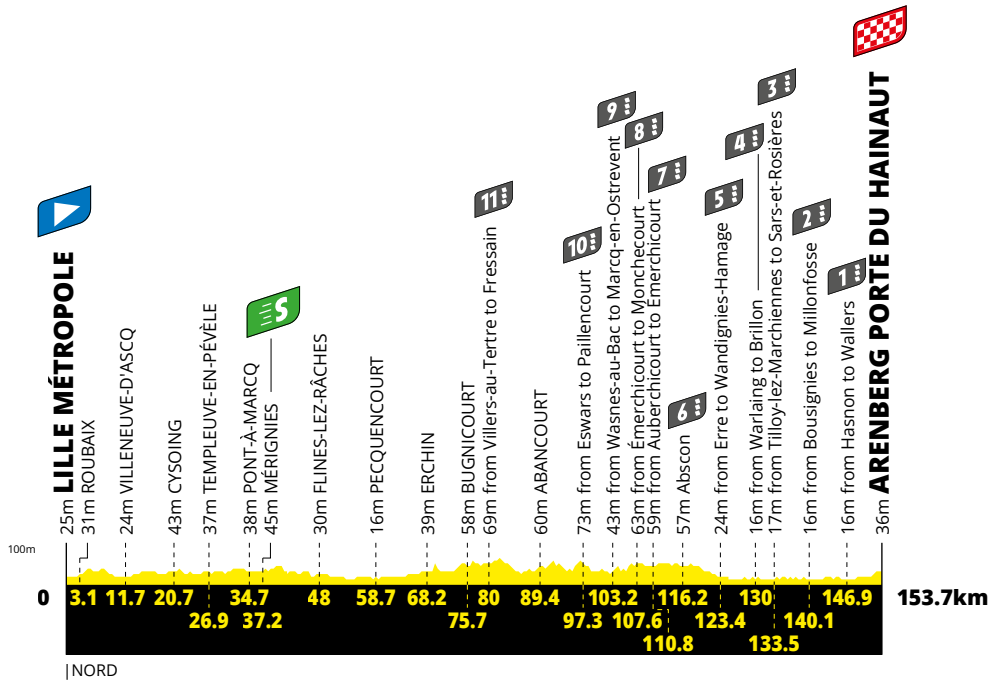 25m LILLE MÉTROPOLE
31m ROUBAIX
24m VILLENEUVE-D'ASCQ
43m CYSOING
37m TEMPLEUVE-EN-PÉVÈLE
38m PONT-À-MARCQ
S
45m MÉRIGNIES
30m FLINES-LEZ-RÂCHES
16m PECQUENCOURT
39m ERCHIN
58m BUGNICOURT
11
69m from Villers-au-Tertre to Fressain
60m ABANCOURT
10
73m from Eswars to Paillencourt
9
43m from Wasnes-au-Bac to Marcq-en-Ostrevent
8
63m from Émerchicourt to Monchecourt
7
59m from Auberchicourt to Émerchicourt
6
57m Abscon
5
24m from Erre to Wandignies-Hamage
4
16m from Warlaing to Brillon
3
17m from Tilloy-lez-Marchiennes to Sars-et-Rosières
2
16m from Bousignies to Millonfosse
1
16m from Hasnon to Wallers
36m ARENBERG PORTE DU HAINAUT
100m
0 3.1 11.7 20.7 34.7 48 58.7 68.2 80 89.4 103.2 116.2 130 146.9 153.7km
26.9 37.2 75.7 97.3 107.6 123.4 140.1
110.8 133.5
|NORD